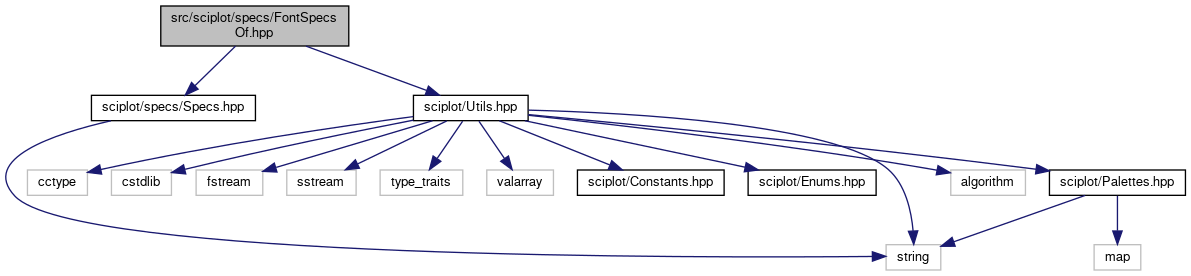 src/sciplot/specs/FontSpecs
Of.hpp
sciplot/specs/Specs.hpp
sciplot/Utils.hpp
cctype
cstdlib
fstream
sstream
type_traits
valarray
sciplot/Constants.hpp
sciplot/Enums.hpp
algorithm
sciplot/Palettes.hpp
string
map